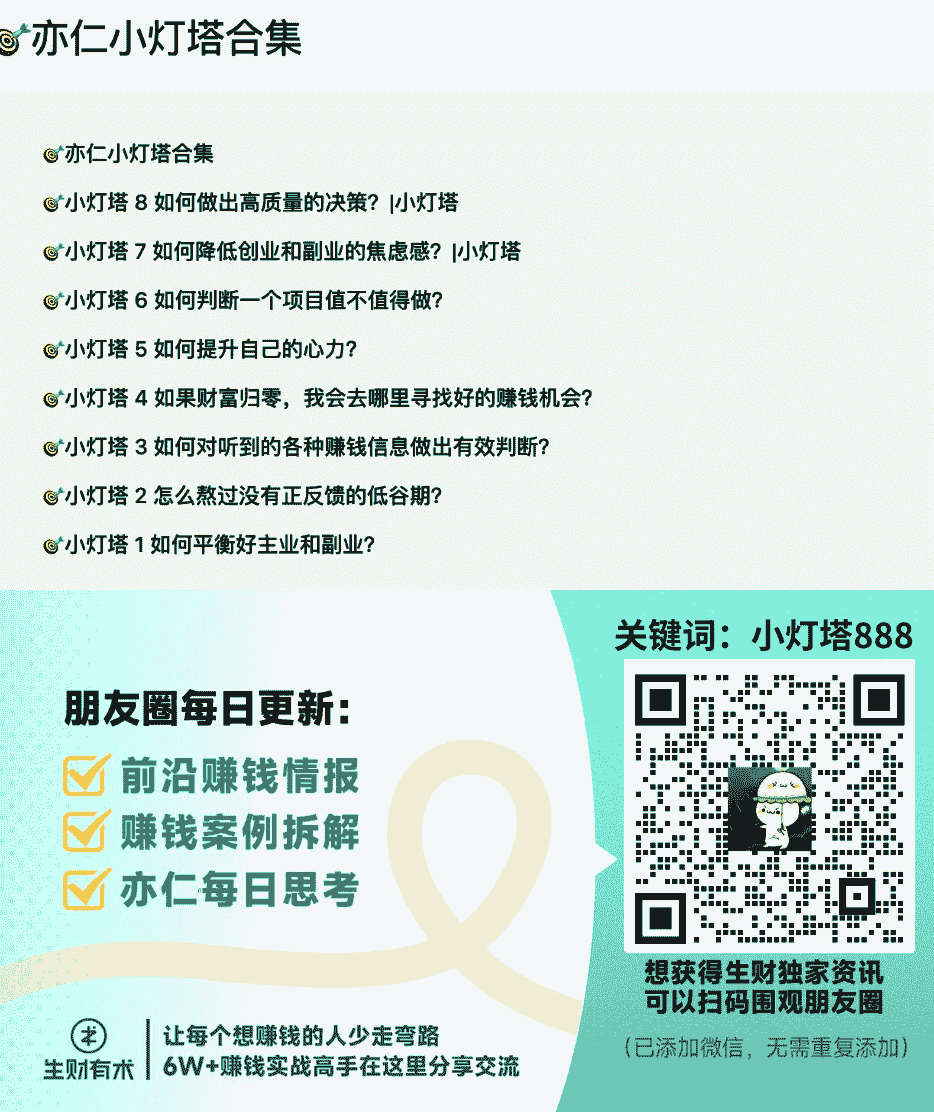 亦仁小灯塔合集
亦仁小灯塔合集
小灯塔 8 如何做出高质量的决策？|小灯塔
小灯塔 7 如何降低创业和副业的焦虑感？|小灯塔
小灯塔 6 如何判断一个项目值不值得做？
小灯塔 5 如何提升自己的心力？
小灯塔 4 如果财富归零，我会去哪里寻找好的赚钱机会？
小灯塔 3 如何对听到的各种赚钱信息做出有效判断？
小灯塔 2 怎么熬过没有正反馈的低谷期？
小灯塔 1 如何平衡好主业和副业？
关键词：小灯塔888
朋友圈每日更新：
前沿赚钱情报
赚钱案例拆解
亦仁每日思考
想获得生财独家资讯
可以扫码围观朋友圈
（已添加微信，无需重复添加）
生财有术
让每个想赚钱的人少走弯路
6W+赚钱实战高手在这里分享交流